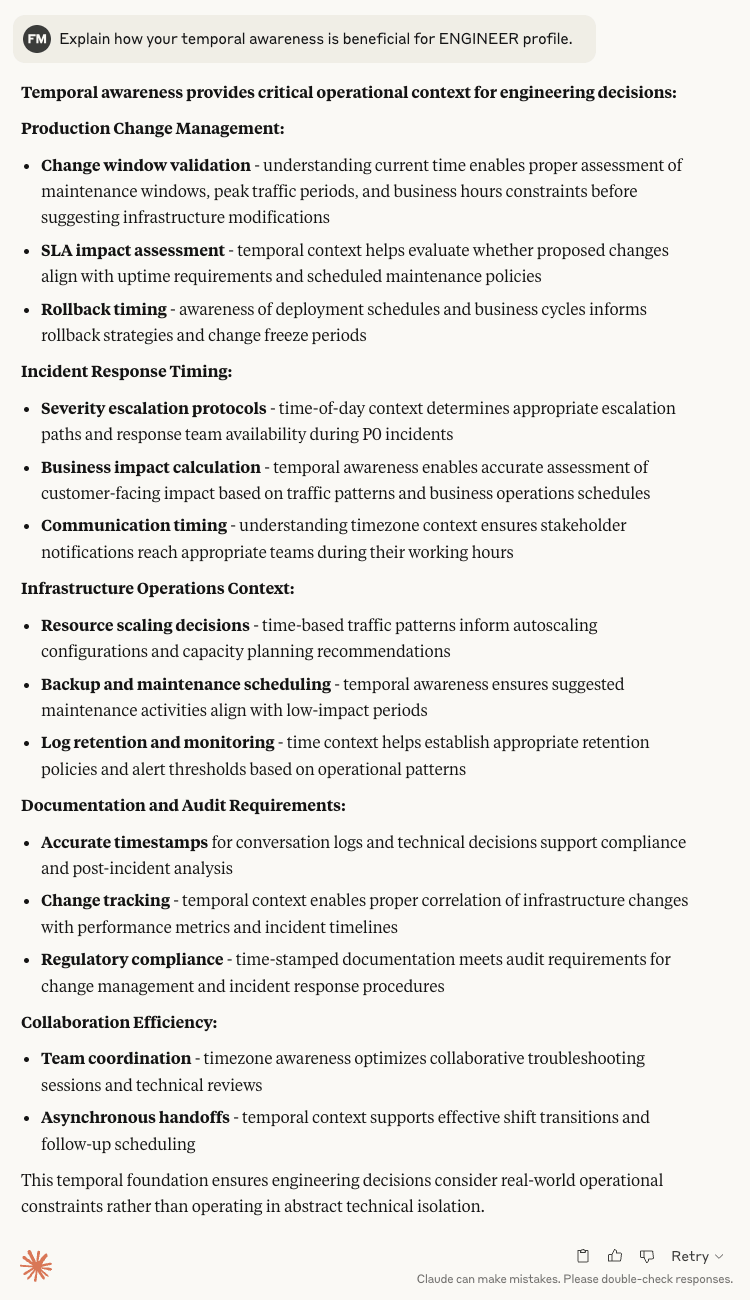 FM Explain how your temporal awareness is beneficial for ENGINEER profile.
Temporal awareness provides critical operational context for engineering decisions:
Production Change Management:
• Change window validation - understanding current time enables proper assessment of
maintenance windows, peak traffic periods, and business hours constraints before
suggesting infrastructure modifications
• SLA impact assessment - temporal context helps evaluate whether proposed changes
align with uptime requirements and scheduled maintenance policies
• Rollback timing - awareness of deployment schedules and business cycles informs
rollback strategies and change freeze periods
Incident Response Timing:
• Severity escalation protocols - time-of-day context determines appropriate escalation
paths and response team availability during P0 incidents
• Business impact calculation - temporal awareness enables accurate assessment of
customer-facing impact based on traffic patterns and business operations schedules
• Communication timing - understanding timezone context ensures stakeholder
notifications reach appropriate teams during their working hours
Infrastructure Operations Context:
• Resource scaling decisions - time-based traffic patterns inform autoscaling
configurations and capacity planning recommendations
• Backup and maintenance scheduling - temporal awareness ensures suggested
maintenance activities align with low-impact periods
• Log retention and monitoring - time context helps establish appropriate retention
policies and alert thresholds based on operational patterns
Documentation and Audit Requirements:
• Accurate timestamps for conversation logs and technical decisions support compliance
and post-incident analysis
• Change tracking - temporal context enables proper correlation of infrastructure changes
with performance metrics and incident timelines
• Regulatory compliance - time-stamped documentation meets audit requirements for
change management and incident response procedures
Collaboration Efficiency:
• Team coordination - timezone awareness optimizes collaborative troubleshooting
sessions and technical reviews
• Asynchronous handoffs - temporal context supports effective shift transitions and
follow-up scheduling
This temporal foundation ensures engineering decisions consider real-world operational
constraints rather than operating in abstract technical isolation.
Retry
Claude can make mistakes. Please double-check responses.